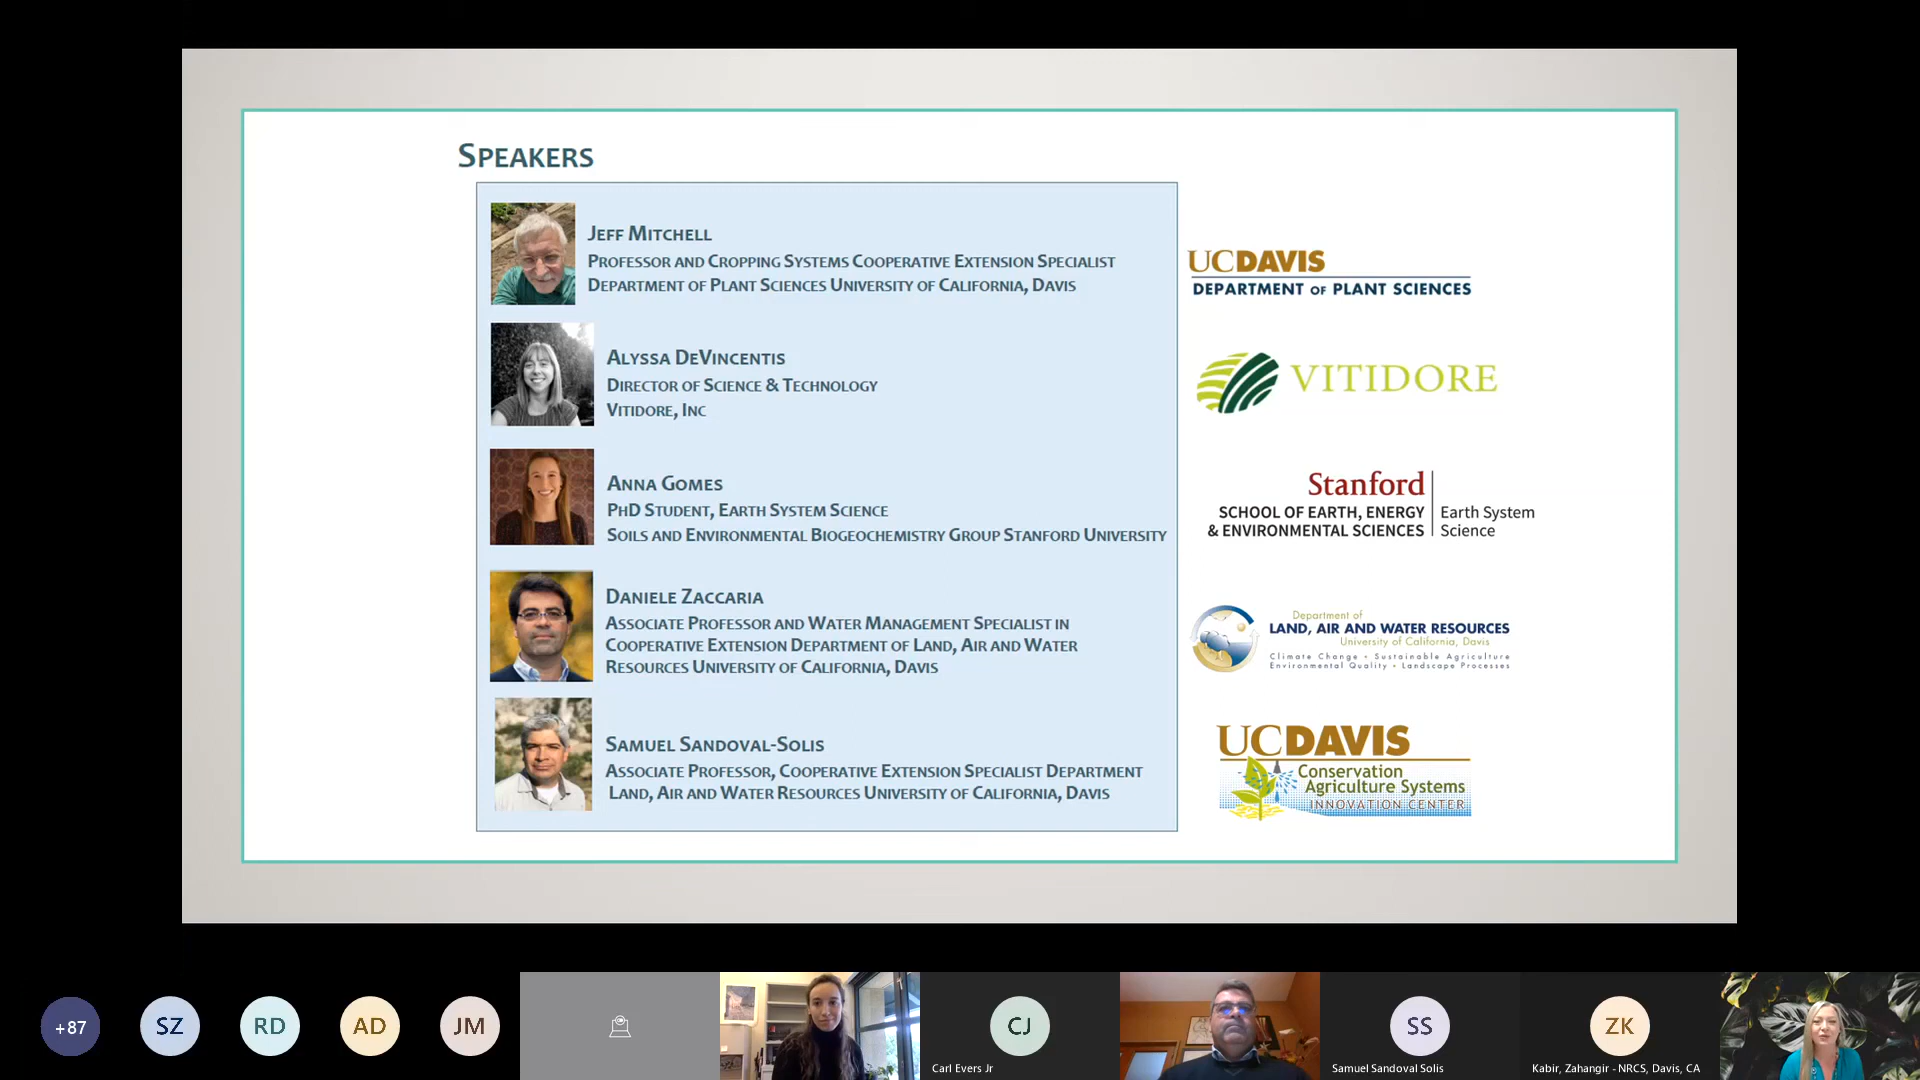 SPEAKERS
JEFF MITCHELL
PROFESSOR AND CROPPING SYSTEMS COOPERATIVE EXTENSION SPECIALIST
DEPARTMENT OF PLANT SCIENCES UNIVERSITY OF CALIFORNIA, DAVIS
UCDAVIS
DEPARTMENT OF PLANT SCIENCES
ALYSSA DEVINCENTIS
DIRECTOR OF SCIENCE & TECHNOLOGY
VITIDORE, INC
VITIDORE
ANNA GOMES
PHD STUDENT, EARTH SYSTEM SCIENCE
SOILS AND ENVIRONMENTAL BIOGEOCHEMISTRY GROUP STANFORD UNIVERSITY
Stanford
SCHOOL OF EARTH, ENERGY
& ENVIRONMENTAL SCIENCES
Earth System
Science
DANIELE ZACCARIA
ASSOCIATE PROFESSOR AND WATER MANAGEMENT SPECIALIST IN
COOPERATIVE EXTENSION DEPARTMENT OF LAND, AIR AND WATER
RESOURCES UNIVERSITY OF CALIFORNIA, DAVIS
Department of
LAND, AIR AND WATER RESOURCES
University of California, Davis
Climate Change • Sustainable Agriculture
Environmental Quality • Landscape Processes
SAMUEL SANDOVAL-SOLIS
ASSOCIATE PROFESSOR, COOPERATIVE EXTENSION SPECIALIST DEPARTMENT
LAND, AIR AND WATER RESOURCES UNIVERSITY OF CALIFORNIA, DAVIS
UCDAVIS
Conservation
Agriculture Systems
INNOVATION CENTER
+87
SZ
RD
AD
JM
CJ
Carl Evers Jr
SS
Samuel Sandoval Solis
ZK
Kabir, Zahangir - NRCS, Davis, CA